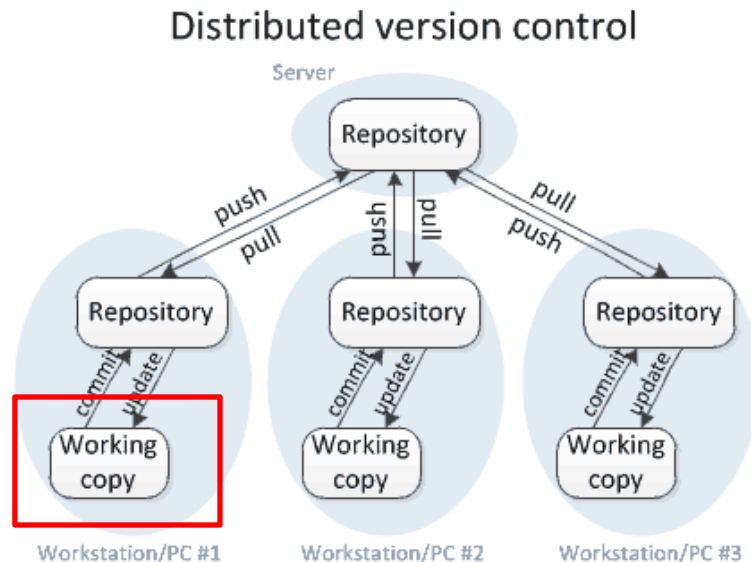 Distributed version control
Server
Repository
push
pull
push
pull
pull
push
Repository
Repository
Repository
commit
update
commit
update
commit
update
Working
copy
Working
copy
Working
copy
Workstation/PC #1
Workstation/PC #2
Workstation/PC #3